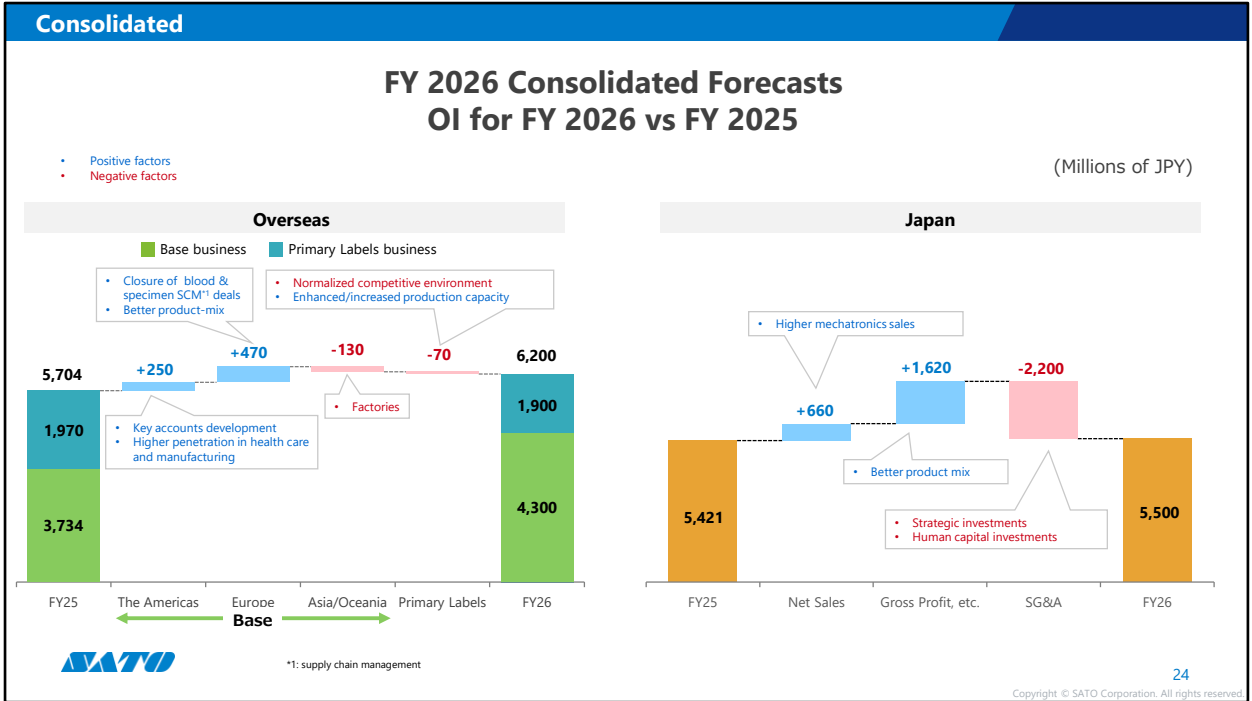 Consolidated
FY 2026 Consolidated Forecasts
OI for FY 2026 vs FY 2025
• Positive factors
• Negative factors
(Millions of JPY)
Overseas
Base business
Primary Labels business
• Closure of blood &
specimen SCM*1 deals
• Better product-mix
• Normalized competitive environment
• Enhanced/increased production capacity
5,704
+250
+470
-130
-70
6,200
1,970
3,734
1,900
4,300
• Key accounts development
• Higher penetration in health care
and manufacturing
• Factories
FY25
The Americas
Europe
Asia/Oceania
Primary Labels
FY26
Base
Japan
• Higher mechatronics sales
+660
+1,620
-2,200
• Better product mix
5,421
• Strategic investments
• Human capital investments
5,500
FY25
Net Sales
Gross Profit, etc.
SG&A
FY26
SATO
*1: supply chain management
24
Copyright © SATO Corporation. All rights reserved.